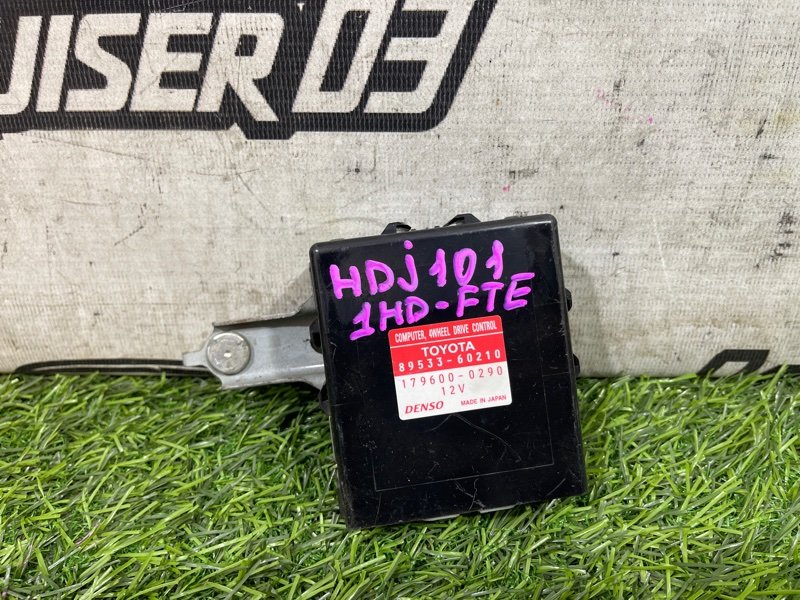 UISER 03
HDJ101
1HD-FTE
COMPUTER, 4WHEEL DRIVE CONTROL
TOYOTA
89533-60210
179600-0290
12V
DENSO MADE IN JAPAN